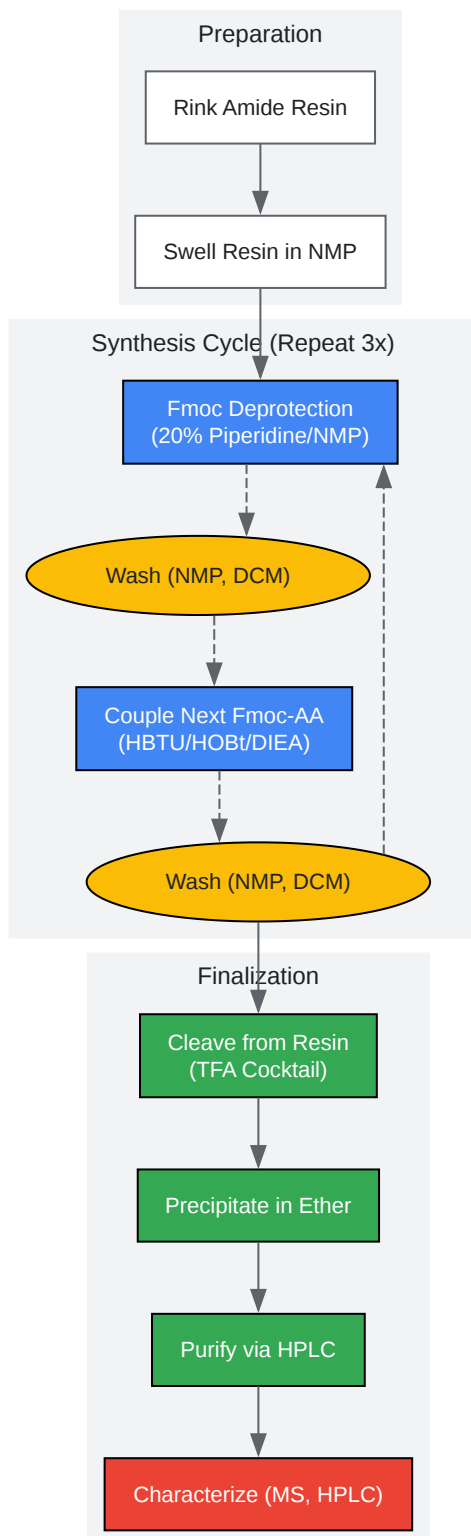 Preparation
Rink Amide Resin
Swell Resin in NMP
Synthesis Cycle (Repeat 3x)
Fmoc Deprotection
(20% Piperidine/NMP)
Wash (NMP, DCM)
Couple Next Fmoc-AA
(HBTU/HOBt/DIEA)
Wash (NMP, DCM)
Finalization
Cleave from Resin
(TFA Cocktail)
Precipitate in Ether
Purify via HPLC
Characterize (MS, HPLC)